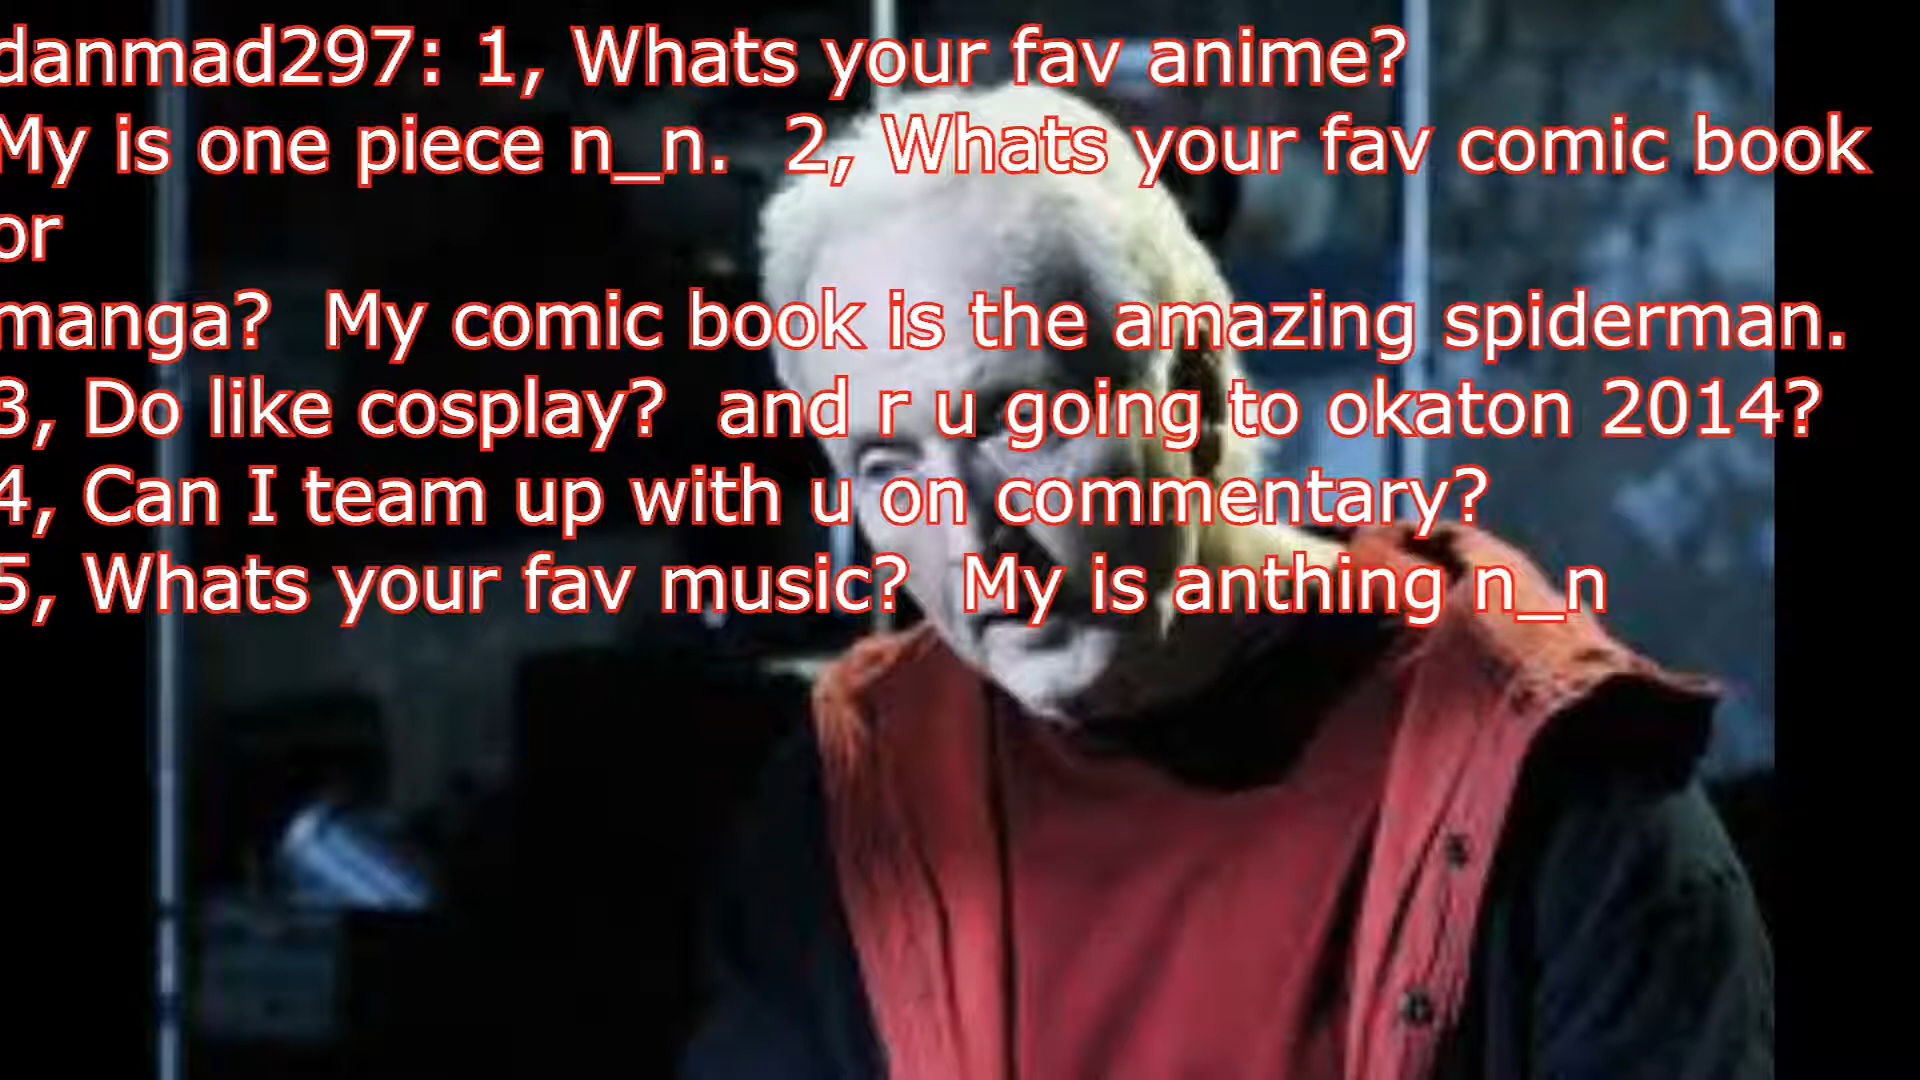 danmad297: 1, Whats your fav anime?
My is one piece n_n.  2, Whats your fav comic book
or
manga?  My comic book is the amazing spiderman.
3, Do like cosplay?  and r u going to okaton 2014?
4, Can I team up with u on commentary?
5, Whats your fav music?  My is anthing n_n